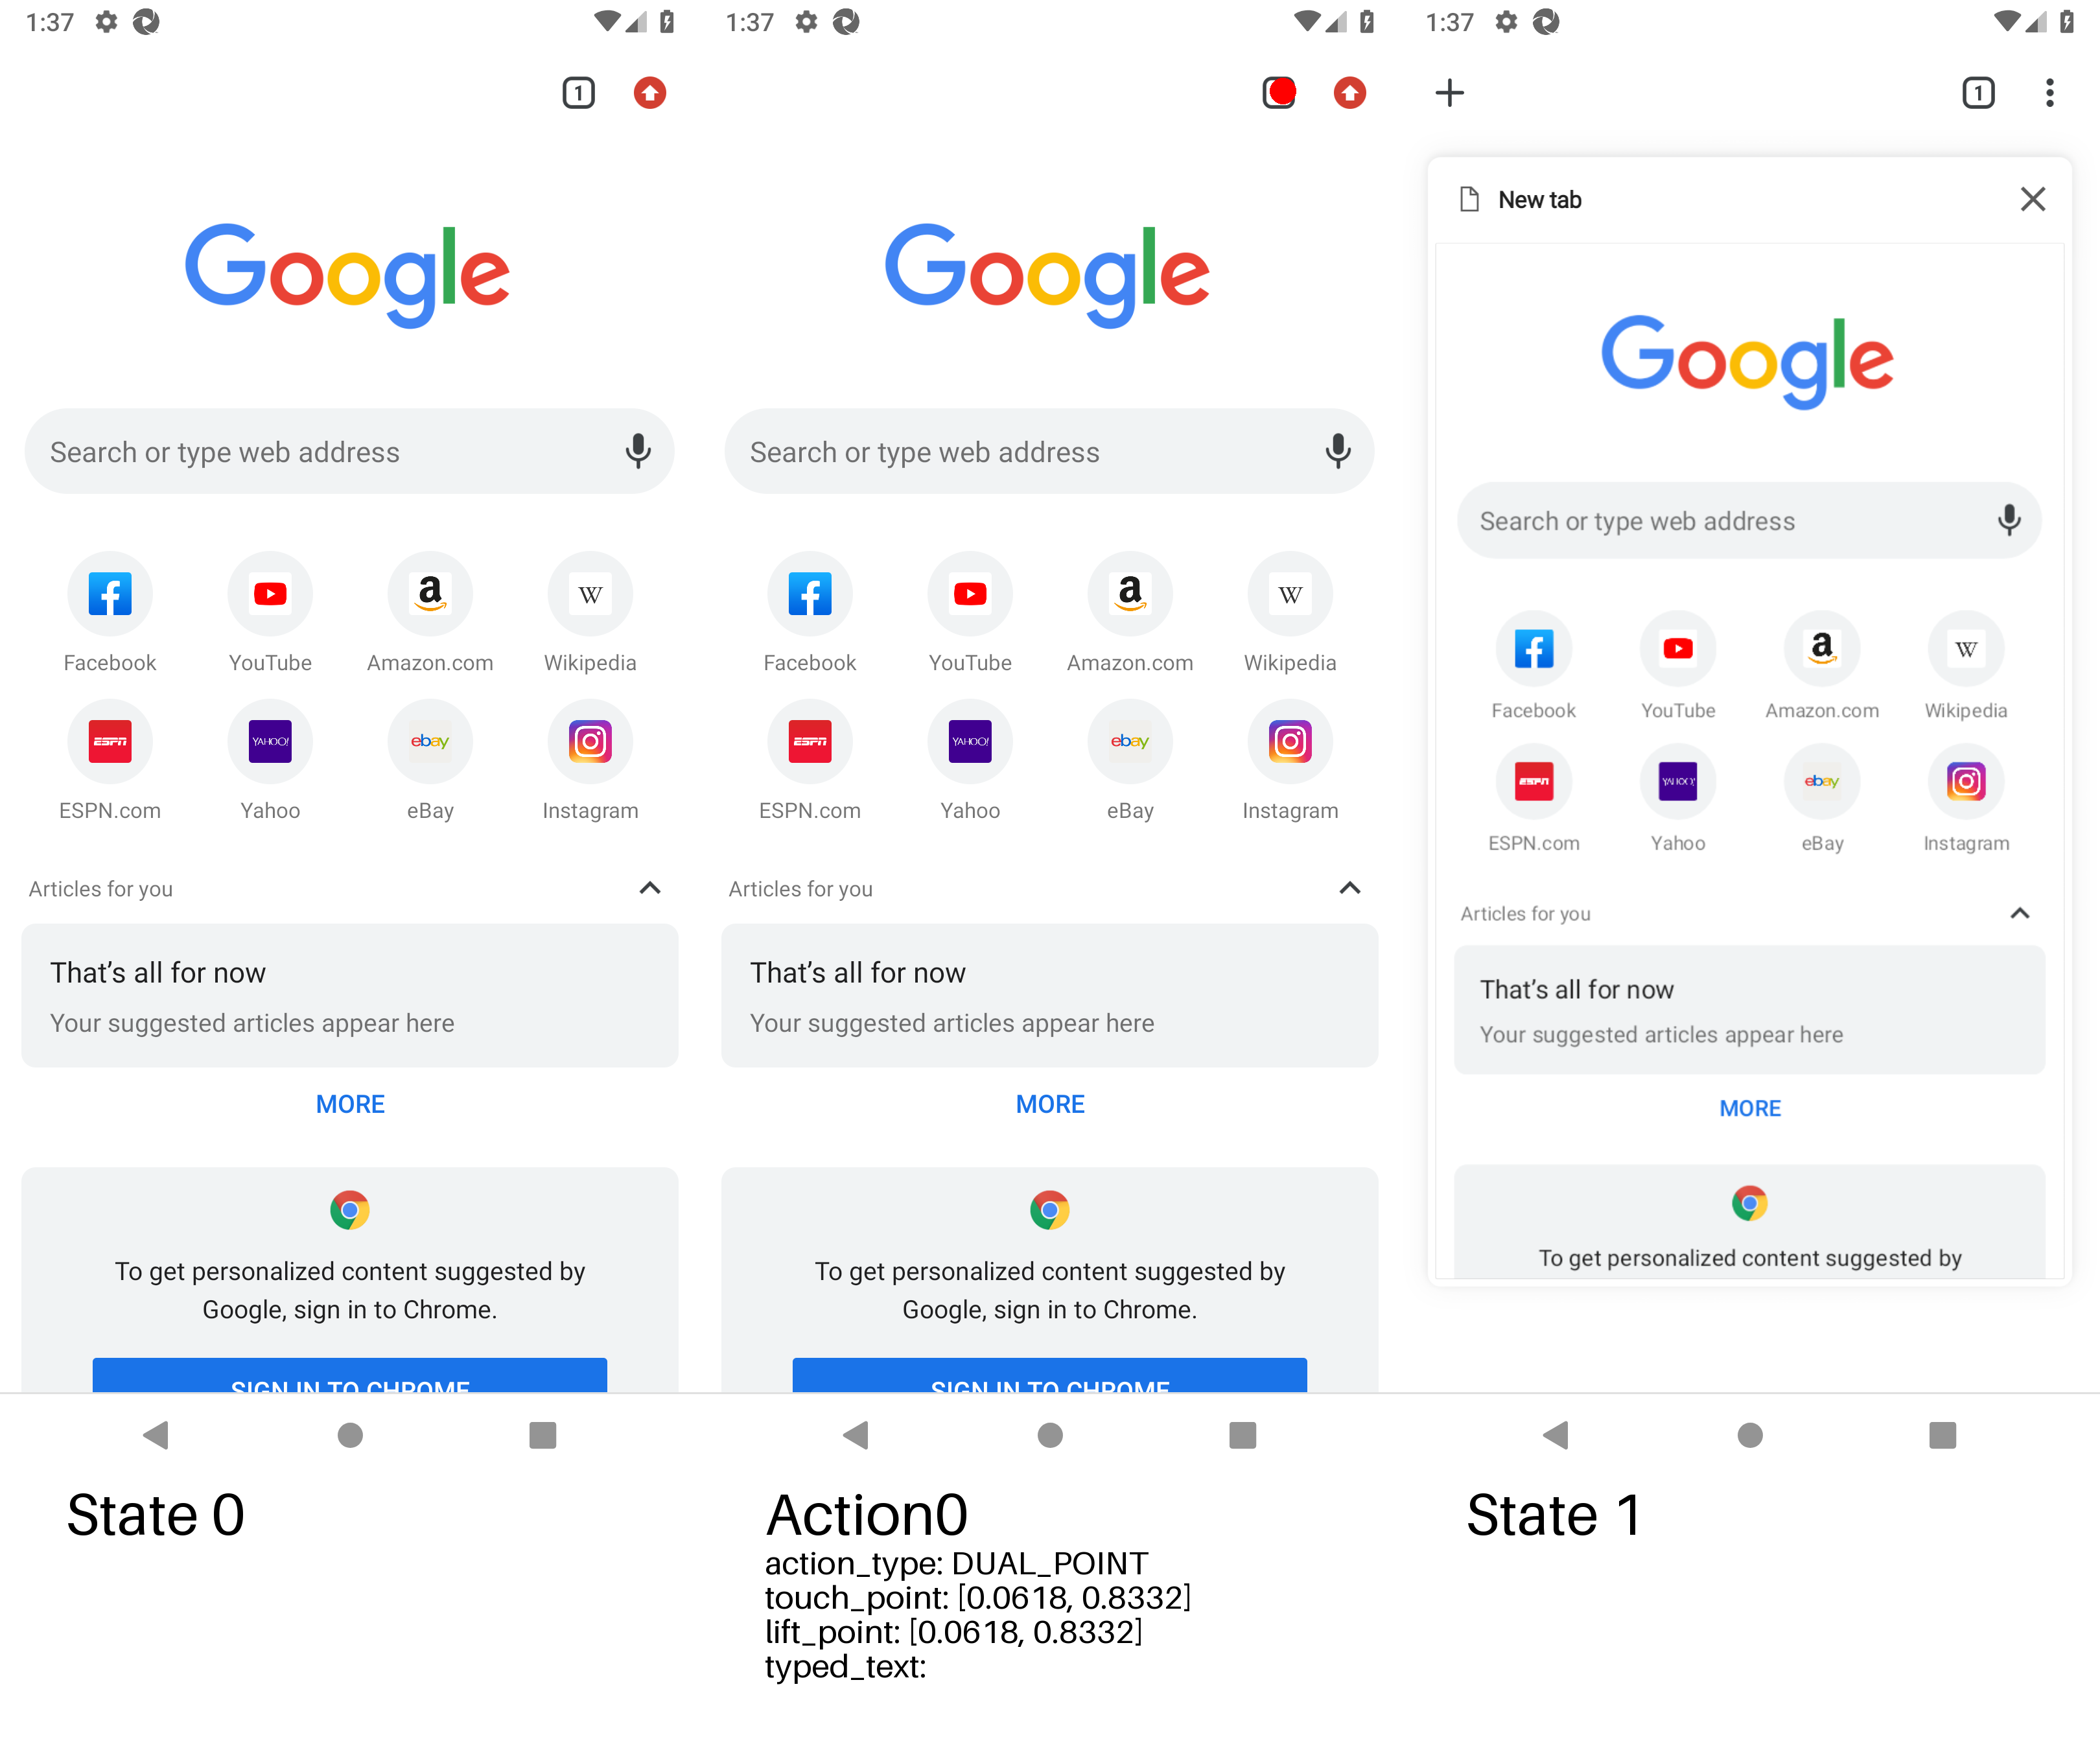 1:37
1
Google
Search or type web address
Facebook YouTube Amazon.com Wikipedia
ESPN.com Yahoo eBay Instagram
Articles for you
That's all for now
Your suggested articles appear here
MORE
To get personalized content suggested by
Google, sign in to Chrome.
SIGN IN TO CHROME
State 0
1:37
Google
Search or type web address
Facebook YouTube Amazon.com Wikipedia
ESPN.com Yahoo eBay Instagram
Articles for you
That's all for now
Your suggested articles appear here
MORE
To get personalized content suggested by
Google, sign in to Chrome.
SIGN IN TO CHROME
Action0
action_type: DUAL_POINT
touch_point: [0.0618, 0.8332]
lift_point: [0.0618, 0.8332]
typed_text:
1:37
1
New tab
Google
Search or type web address
Facebook YouTube Amazon.com Wikipedia
ESPN.com Yahoo eBay Instagram
Articles for you
That's all for now
Your suggested articles appear here
MORE
To get personalized content suggested by
State 1